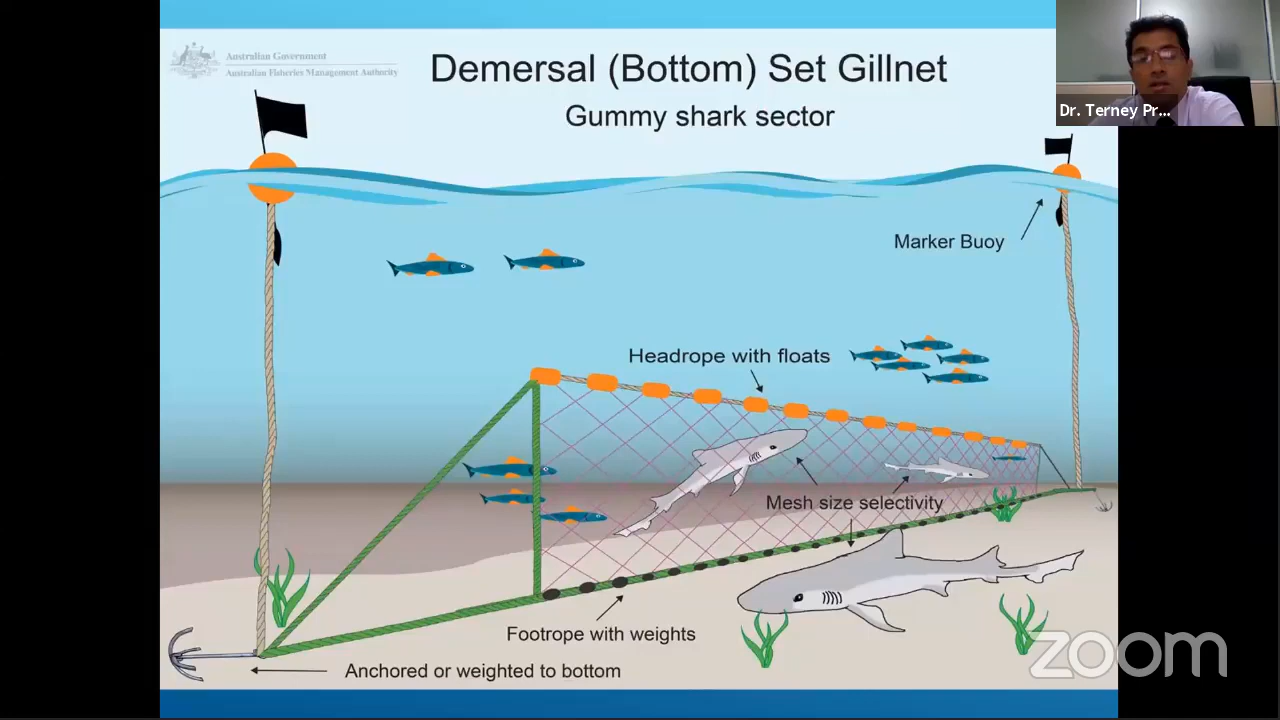 Australian Government
Australian Fisheries Management Authority
Demersal (Bottom) Set Gillnet
Gummy shark sector
Dr. Terney Pr...
Marker Buoy
Headrope with floats
Mesh size selectivity
Footrope with weights
Anchored or weighted to bottom
zoom